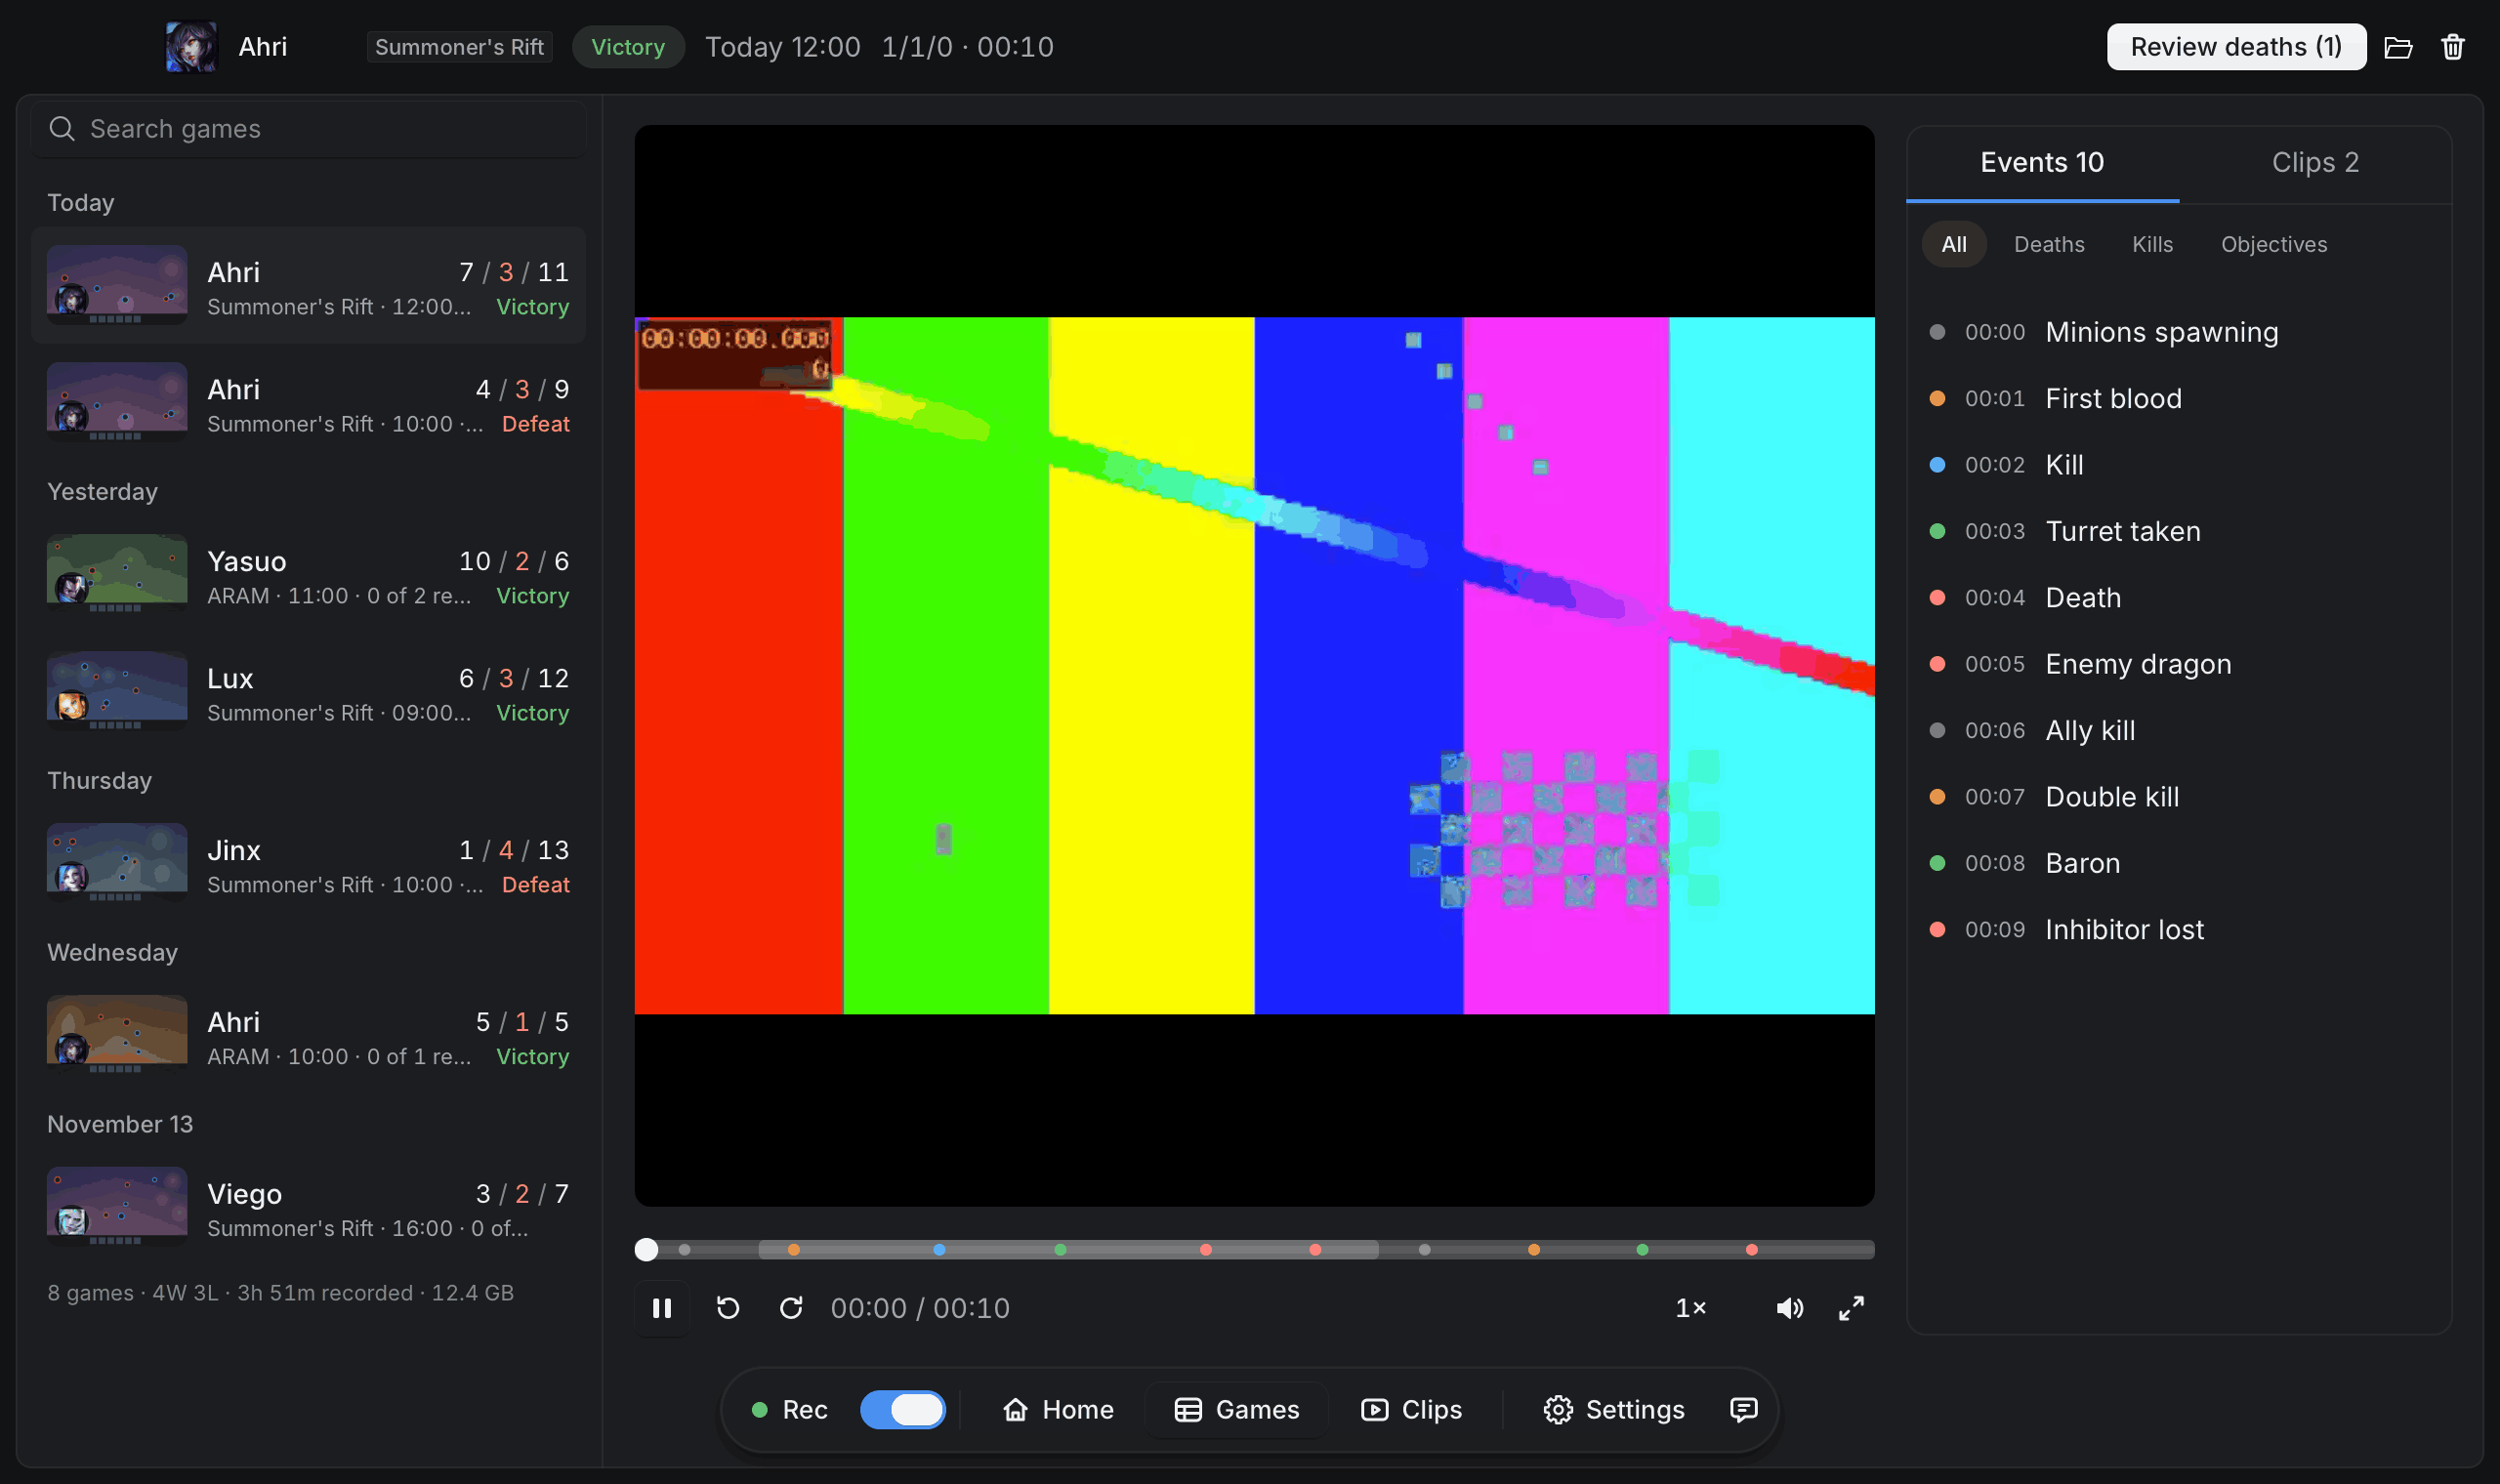 Ahri
Summoner's Rift
Victory
Today 12:00 1/1/0 · 00:10
Review deaths (1)
Search games
Today
Ahri 7 / 3 / 11
Summoner's Rift · 12:00... Victory
Ahri 4 / 3 / 9
Summoner's Rift · 10:00 ·... Defeat
Yesterday
Yasuo 10 / 2 / 6
ARAM · 11:00 · 0 of 2 re... Victory
Lux 6 / 3 / 12
Summoner's Rift · 09:00... Victory
Thursday
Jinx 1 / 4 / 13
Summoner's Rift · 10:00 ·... Defeat
Wednesday
Ahri 5 / 1 / 5
ARAM · 10:00 · 0 of 1 re... Victory
November 13
Viego 3 / 2 / 7
Summoner's Rift · 16:00 · 0 of...
8 games · 4W 3L · 3h 51m recorded · 12.4 GB
00:00:00.000
0
00:00 / 00:10
1×
Events 10
Clips 2
All
Deaths
Kills
Objectives
00:00 Minions spawning
00:01 First blood
00:02 Kill
00:03 Turret taken
00:04 Death
00:05 Enemy dragon
00:06 Ally kill
00:07 Double kill
00:08 Baron
00:09 Inhibitor lost
Rec
Home
Games
Clips
Settings